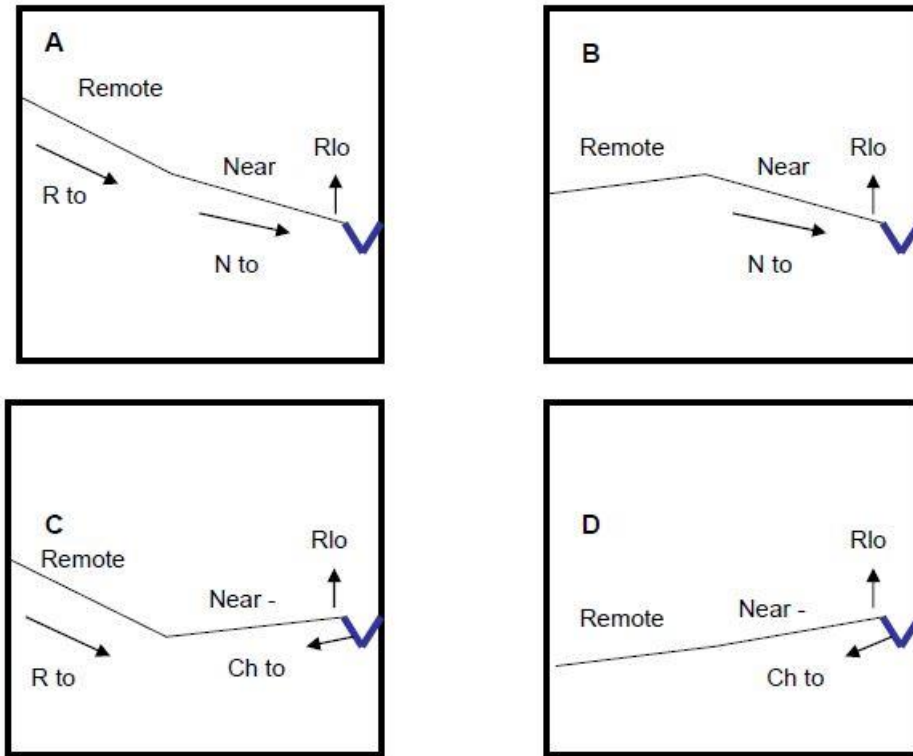 A
Remote
Near
Rlo
R to
N to
B
Remote
Near
Rlo
N to
C
Remote
Near -
Rlo
R to
Ch to
D
Remote
Near -
Rlo
Ch to